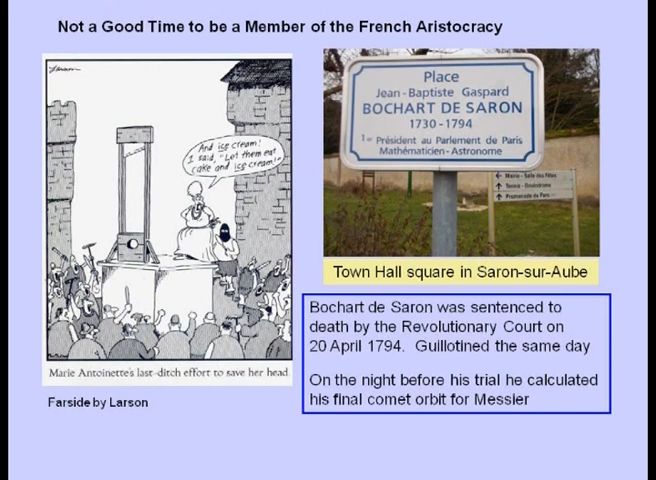 Not a Good Time to be a Member of the French Aristocracy
Larson
And ice cream!
I said, "Let them eat
cake and ice cream!"
Marie Antoinette's last-ditch effort to save her head.
Farside by Larson
Place
Jean-Baptiste Gaspard
BOCHART DE SARON
1730-1794
1er Président au Parlement de Paris
Mathématicien-Astronome
Mairie - Salle des Fêtes
Tennis - Boulodrome
Promenade du Parc
Town Hall square in Saron-sur-Aube
Bochart de Saron was sentenced to
death by the Revolutionary Court on
20 April 1794. Guillotined the same day
On the night before his trial he calculated
his final comet orbit for Messier